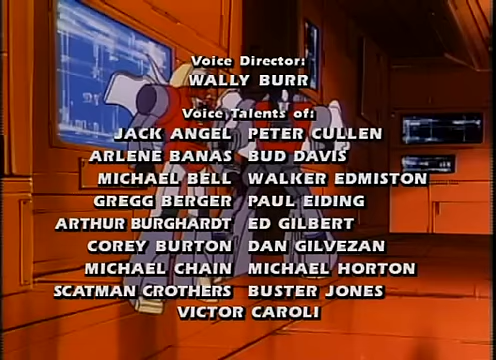 Voice Director:
WALLY BURR
Voice Talents of:
JACK ANGEL PETER CULLEN
ARLENE BANAS BUD DAVIS
MICHAEL BELL WALKER EDMISTON
GREGG BERGER PAUL EIDING
ARTHUR BURGHARDT ED GILBERT
COREY BURTON DAN GILVEZAN
MICHAEL CHAIN MICHAEL HORTON
SCATMAN CROTHERS BUSTER JONES
VICTOR CAROLI